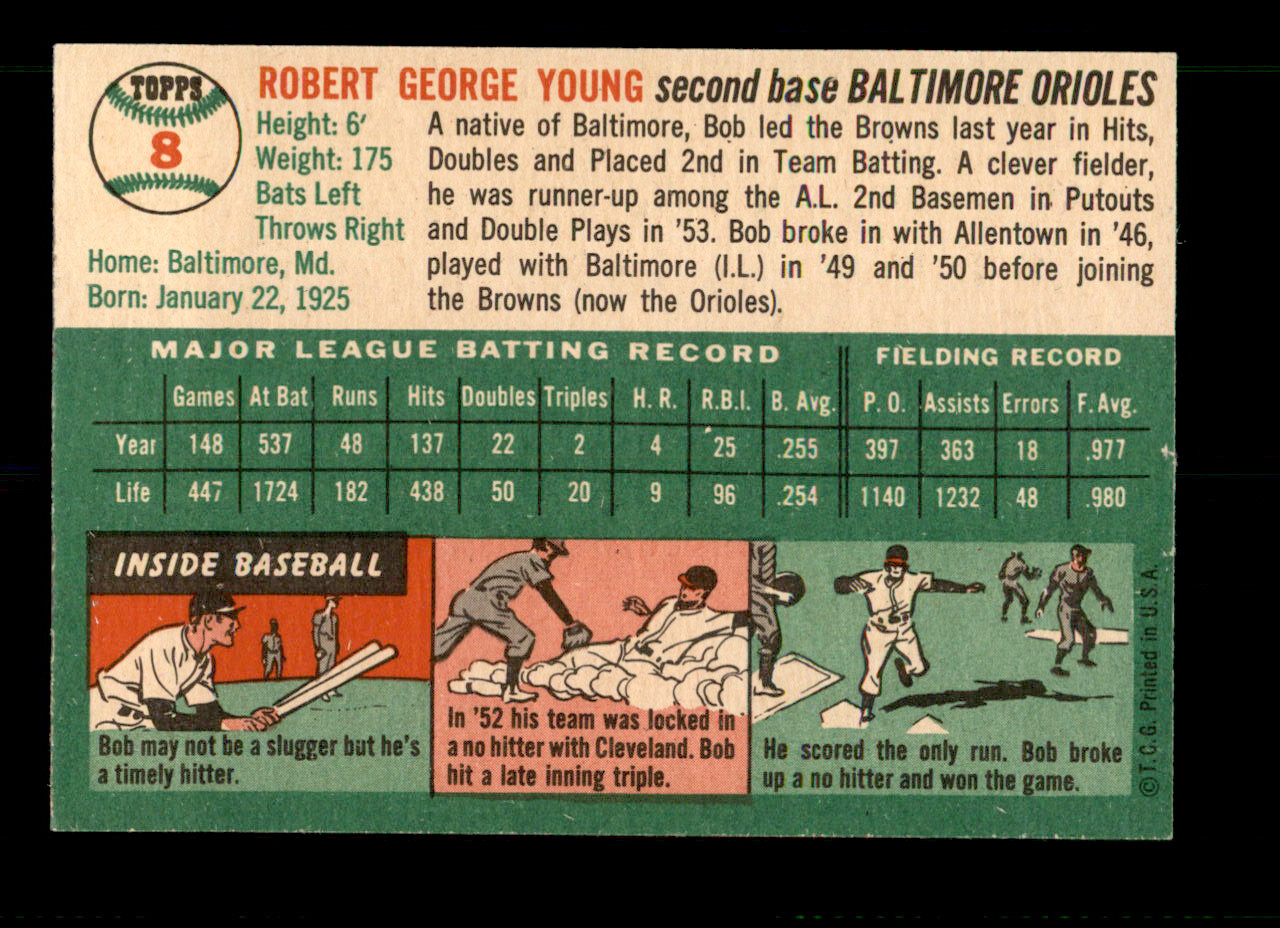 TOPPS
8
ROBERT GEORGE YOUNG second base BALTIMORE ORIOLES
Height: 6'
Weight: 175
Bats Left
Throws Right
Home: Baltimore, Md.
Born: January 22, 1925
A native of Baltimore, Bob led the Browns last year in Hits,
Doubles and Placed 2nd in Team Batting. A clever fielder,
he was runner-up among the A.L. 2nd Basemen in Putouts
and Double Plays in '53. Bob broke in with Allentown in '46,
played with Baltimore (I.L.) in '49 and '50 before joining
the Browns (now the Orioles).
MAJOR LEAGUE BATTING RECORD FIELDING RECORD
Games At Bat Runs Hits Doubles Triples H. R. R.B.I. B. Avg. P. O. Assists Errors F. Avg.
Year 148 537 48 137 22 2 4 25 .255 397 363 18 .977
Life 447 1724 182 438 50 20 9 96 .254 1140 1232 48 .980
INSIDE BASEBALL
Bob may not be a slugger but he's
a timely hitter.
In '52 his team was locked in
a no hitter with Cleveland. Bob
hit a late inning triple.
He scored the only run. Bob broke
up a no hitter and won the game.
© T.C.G. Printed in U.S.A.